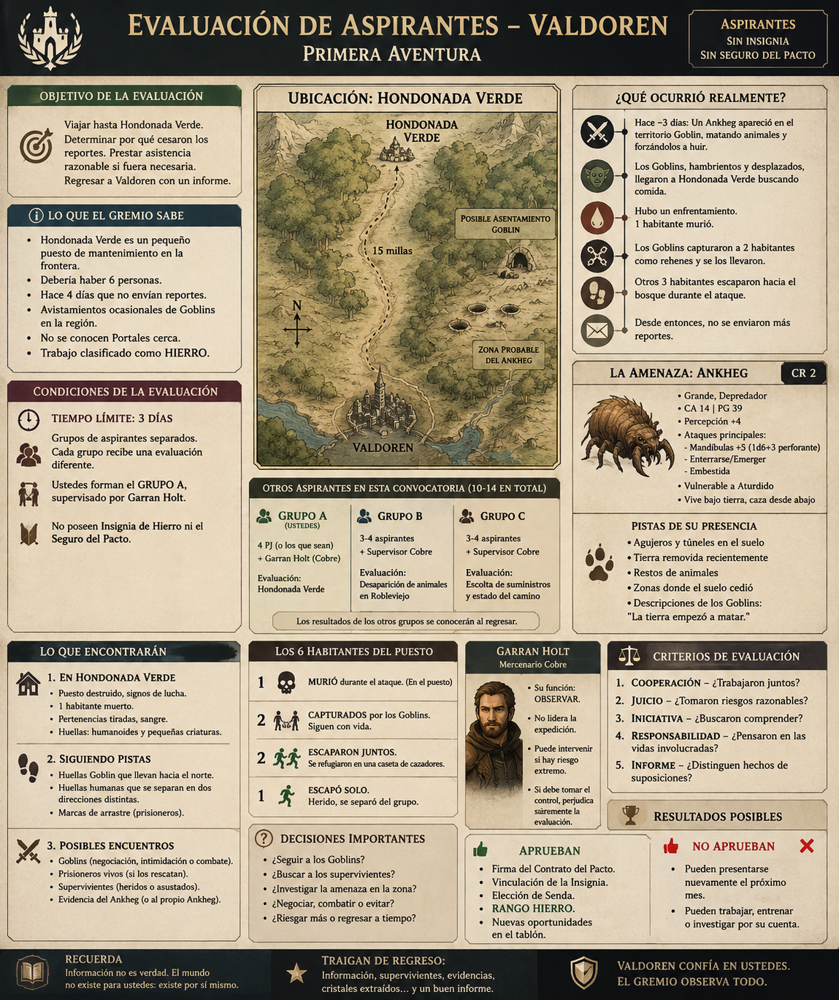 EVALUACIÓN DE ASPIRANTES – VALDOREN
PRIMERA AVENTURA
ASPIRANTES
SIN INSIGNIA
SIN SEGURO DEL PACTO
OBJETIVO DE LA EVALUACIÓN
Viajar hasta Hondonada Verde.
Determinar por qué cesaron los
reportes. Prestar asistencia
razonable si fuera necesaria.
Regresar a Valdoren con un informe.
LO QUE EL GREMIO SABE
• Hondonada Verde es un pequeño
puesto de mantenimiento en la
frontera.
• Debería haber 6 personas.
• Hace 4 días que no envían reportes.
• Avistamientos ocasionales de Goblins
en la región.
• No se conocen Portales cerca.
• Trabajo clasificado como HIERRO.
CONDICIONES DE LA EVALUACIÓN
TIEMPO LÍMITE: 3 DÍAS
Grupos de aspirantes separados.
Cada grupo recibe una evaluación
diferente.
Ustedes forman el GRUPO A,
supervisado por Garran Holt.
No poseen Insignia de Hierro ni el
Seguro del Pacto.
UBICACIÓN: HONDONADA VERDE
HONDONADA
VERDE
POSIBLE ASENTAMIENTO
GOBLIN
15 millas
N
ZONA PROBABLE
DEL ANKHEG
VALDOREN
OTROS ASPIRANTES EN ESTA CONVOCATORIA (10-14 EN TOTAL)
GRUPO A
(USTEDES)
4 PJ (o los que sean)
+ Garran Holt (Cobre)
Evaluación:
Hondonada Verde
GRUPO B
3-4 aspirantes
+ Supervisor Cobre
Evaluación:
Desaparición de animales
en Robleviejo
GRUPO C
3-4 aspirantes
+ Supervisor Cobre
Evaluación:
Escolta de suministros
y estado del camino
Los resultados de los otros grupos se conocerán al regresar.
¿QUÉ OCURRIÓ REALMENTE?
Hace ~3 días: Un Ankheg apareció en el
territorio Goblin, matando animales y
forzándolos a huir.
Los Goblins, hambrientos y desplazados,
llegaron a Hondonada Verde buscando
comida.
Hubo un enfrentamiento.
1 habitante murió.
Los Goblins capturaron a 2 habitantes
como rehenes y se los llevaron.
Otros 3 habitantes escaparon hacia el
bosque durante el ataque.
Desde entonces, no se enviaron más
reportes.
LA AMENAZA: ANKHEG
CR 2
• Grande, Depredador
• CA 14 | PG 39
• Percepción +4
• Ataques principales:
- Mandíbulas +5 (1d6+3 perforante)
- Enterrarse/Emerger
- Embestida
• Vulnerable a Aturdido
• Vive bajo tierra, caza desde abajo
PISTAS DE SU PRESENCIA
• Agujeros y túneles en el suelo
• Tierra removida recientemente
• Restos de animales
• Zonas donde el suelo cedió
• Descripciones de los Goblins:
"La tierra empezó a matar."
LO QUE ENCONTRARÁN
1. EN HONDONADA VERDE
• Puesto destruido, signos de lucha.
• 1 habitante muerto.
• Pertenencias tiradas, sangre.
• Huellas: humanoides y pequeñas criaturas.
2. SIGUIENDO PISTAS
• Huellas Goblin que llevan hacia el norte.
• Huellas humanas que se separan en dos
direcciones distintas.
• Marcas de arrastre (prisioneros).
3. POSIBLES ENCUENTROS
• Goblins (negociación, intimidación o combate).
• Prisioneros vivos (si los rescatan).
• Supervivientes (heridos o asustados).
• Evidencia del Ankheg (o al propio Ankheg).
LOS 6 HABITANTES DEL PUESTO
1 MURIÓ durante el ataque. (En el puesto)
2 CAPTURADOS por los Goblins.
Siguen con vida.
2 ESCAPARON JUNTOS.
Se refugiaron en una caseta de cazadores.
1 ESCAPÓ SOLO.
Herido, se separó del grupo.
DECISIONES IMPORTANTES
?
• ¿Seguir a los Goblins?
• ¿Buscar a los supervivientes?
• ¿Investigar la amenaza en la zona?
• ¿Negociar, combatir o evitar?
• ¿Riesgar más o regresar a tiempo?
GARRAN HOLT
Mercenario Cobre
• Su función:
OBSERVAR.
• No lidera la
expedición.
• Puede intervenir
si hay riesgo
extremo.
• Si debe tomar el
control, perjudica
la
evaluación.
CRITERIOS DE EVALUACIÓN
1. COOPERACIÓN – ¿Trabajaron juntos?
2. JUICIO – ¿Tomaron riesgos razonables?
3. INICIATIVA – ¿Buscaron comprender?
4. RESPONSABILIDAD – ¿Pensaron en las
vidas involucradas?
5. INFORME – ¿Distinguen hechos de
suposiciones?
RESULTADOS POSIBLES
APRUEBAN
• Firma del Contrato del Pacto.
• Vinculación de la Insignia.
• Elección de Senda.
• RANGO HIERRO.
• Nuevas oportunidades
en el tablón.
NO APRUEBAN
• Pueden presentarse
nuevamente el próximo
mes.
• Pueden trabajar, entrenar
o investigar por su cuenta.
RECUERDA
Información no es verdad. El mundo
no existe para ustedes: existe por sí mismo.
TRAIGAN DE REGRESO:
Información, supervivientes, evidencias,
cristales extraídos... y un buen informe.
VALDOREN CONFÍA EN USTEDES.
EL GREMIO OBSERVA TODO.